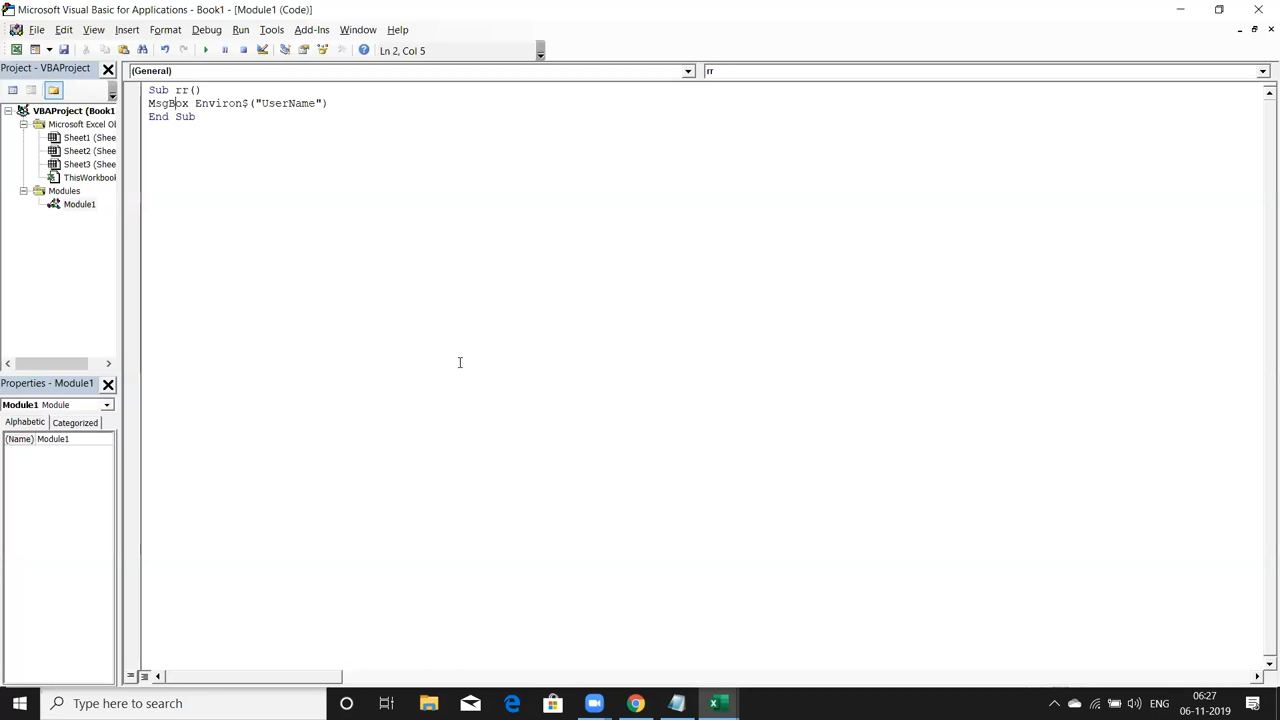 Microsoft Visual Basic for Applications - Book1 - [Module1 (Code)]
File Edit View Insert Format Debug Run Tools Add-Ins Window Help
Ln 2, Col 5
Project - VBAProject
(General)
rr
Sub rr()
MsgBox Environ$("UserName")
End Sub
VBAProject (Book1
Microsoft Excel Ol
Sheet1 (Shee
Sheet2 (Shee
Sheet3 (Shee
ThisWorkbook
Modules
Module1
Properties - Module1
Module1 Module
Alphabetic Categorized
(Name) Module1
Type here to search
ENG
06:27
06-11-2019